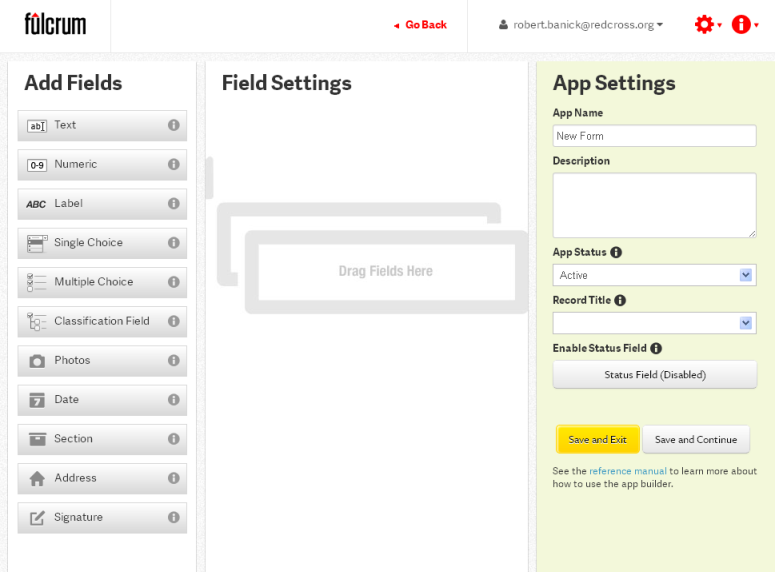 fulcrum
Go Back
robert.banick@redcross.org
Add Fields
Text
Numeric
Label
Single Choice
Multiple Choice
Classification Field
Photos
Date
Section
Address
Signature
ab
0-9
ABC
7
Field Settings
Drag Fields Here
App Settings
App Name
New Form
Description
App Status
Active
Record Title
Enable Status Field
Status Field (Disabled)
Save and Exit
Save and Continue
See the reference manual to learn more about
how to use the app builder.